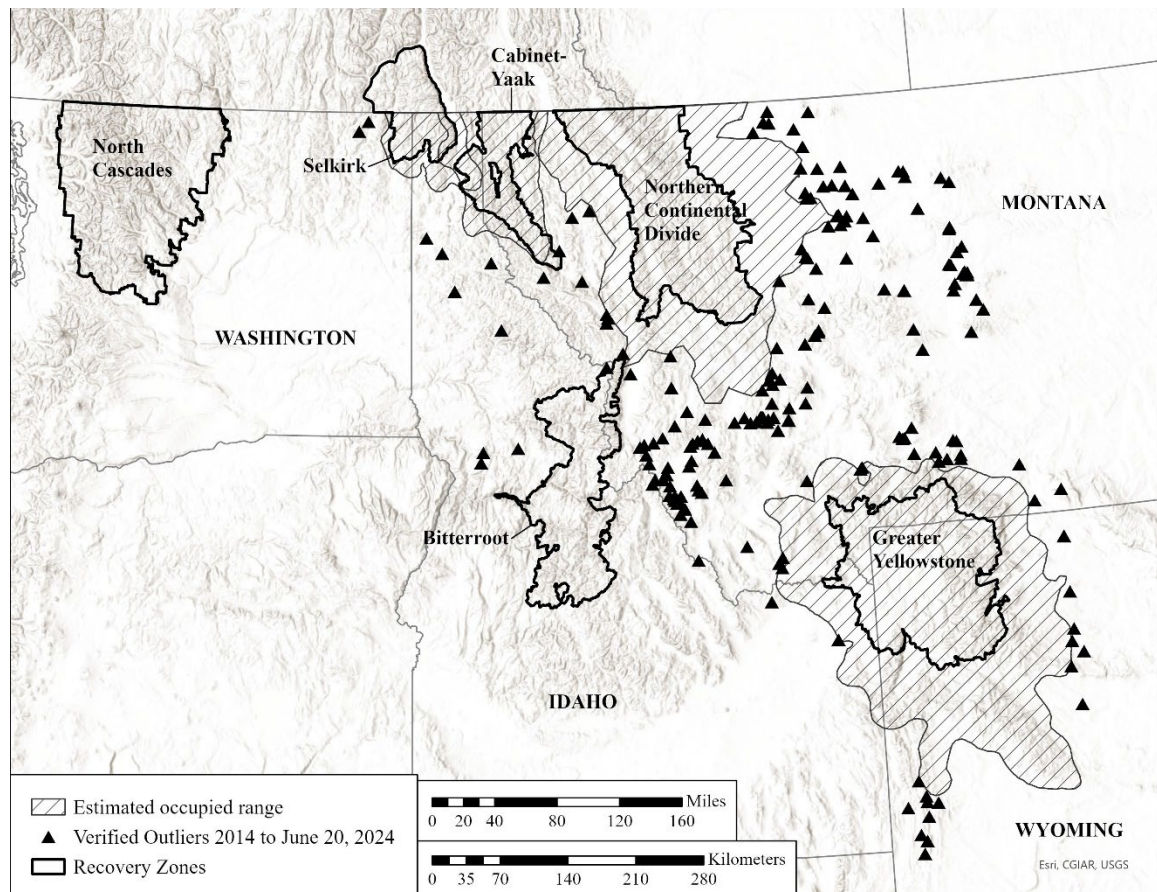 Cabinet-
Yaak
North
Cascades
Selkirk
Northern
Continental
Divide
MONTANA
WASHINGTON
Bitterroot
Greater
Yellowstone
IDAHO
WYOMING
Estimated occupied range
Verified Outliers 2014 to June 20, 2024
Recovery Zones
Miles
0 20 40 80 120 160
Kilometers
0 35 70 140 210 280
Esri, CGIAR, USGS